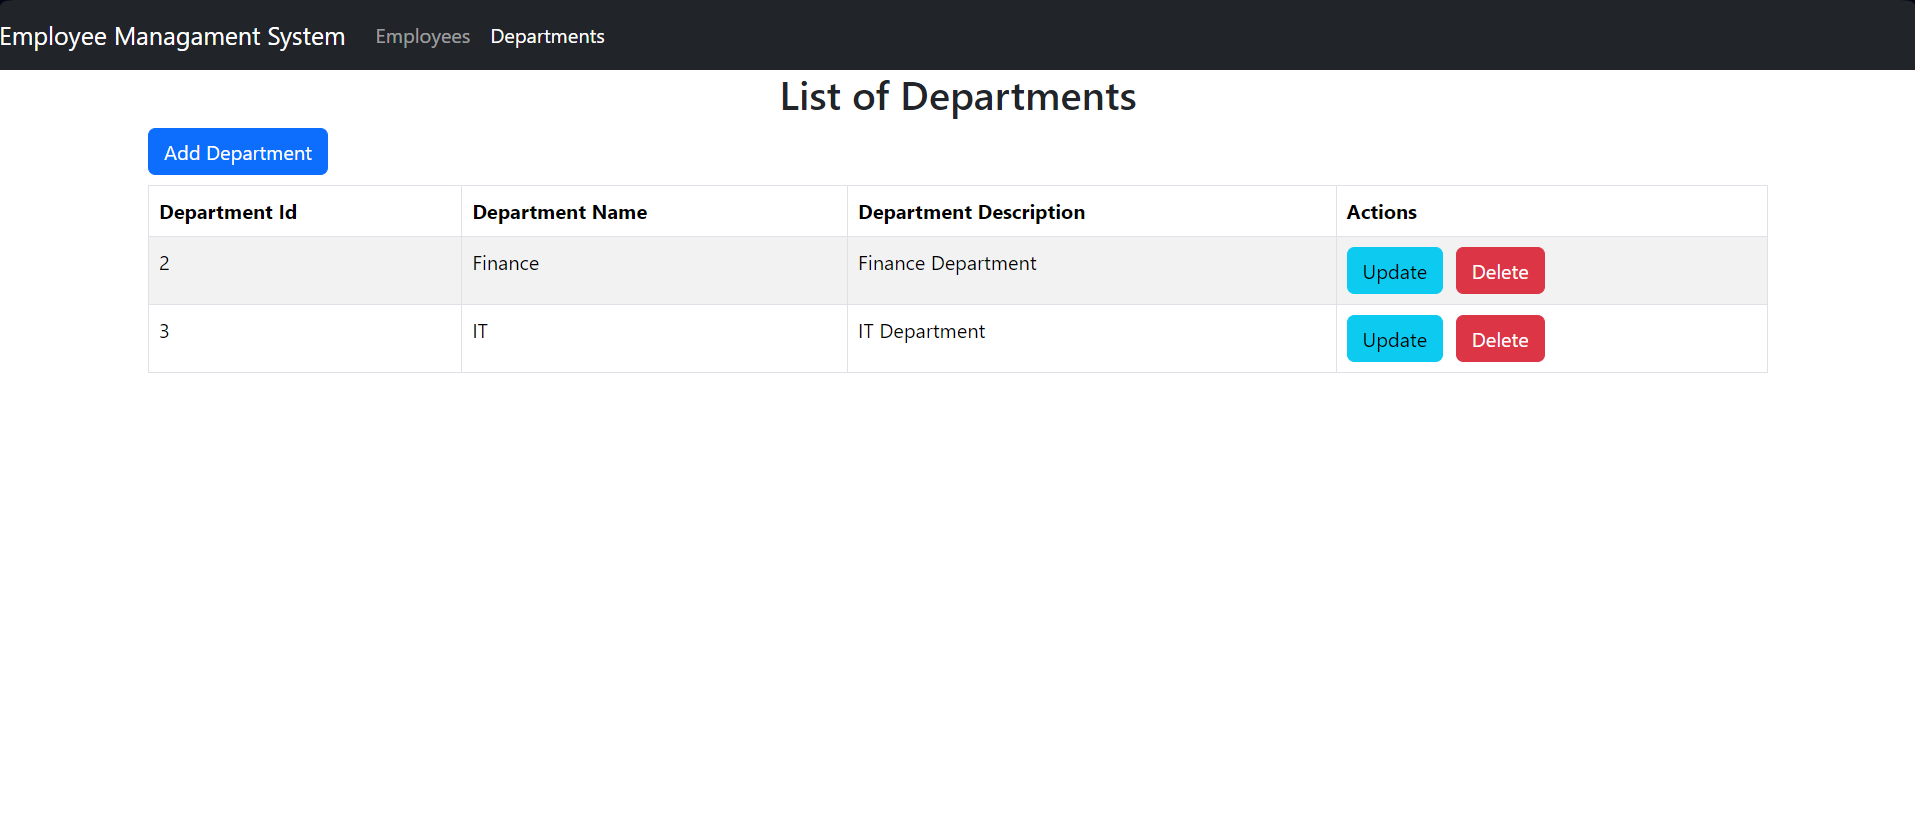 Employee Managament System Employees Departments
List of Departments
Add Department
Department Id Department Name Department Description Actions
2 Finance Finance Department Update Delete
3 IT IT Department Update Delete